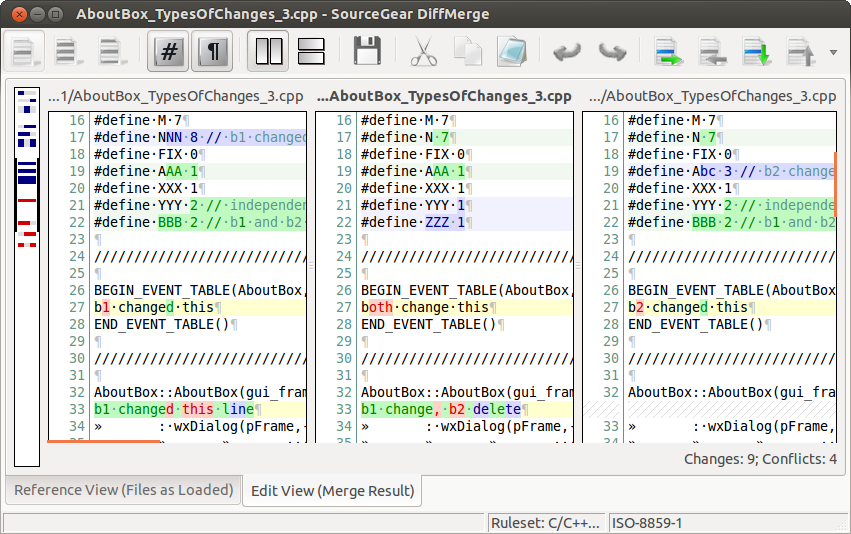 AboutBox_TypesOfChanges_3.cpp - SourceGear DiffMerge
# ¶
...1/AboutBox_TypesOfChanges_3.cpp
16 #define·M·7¶
17 #define·NNN·8·//·b1·changed
18 #define·FIX·0¶
19 #define·AAA·1¶
20 #define·XXX·1¶
21 #define·YYY·2·//·independen
22 #define·BBB·2·//·b1·and·b2·
23 ¶
24 ///////////////////////////
25 ¶
26 BEGIN_EVENT_TABLE(AboutBox,
27 b1·changed·this¶
28 END_EVENT_TABLE()¶
29 ¶
30 ///////////////////////////
31 ¶
32 AboutBox::AboutBox(gui_fram
33 b1·changed·this·line¶
34 » :·wxDialog(pFrame,-
...AboutBox_TypesOfChanges_3.cpp
16 #define·M·7¶
17 #define·N·7¶
18 #define·FIX·0¶
19 #define·AAA·1¶
20 #define·XXX·1¶
21 #define·YYY·1¶
22 #define·ZZZ·1¶
23 ¶
24 ///////////////////////////
25 ¶
26 BEGIN_EVENT_TABLE(AboutBox,
27 both·change·this¶
28 END_EVENT_TABLE()¶
29 ¶
30 ///////////////////////////
31 ¶
32 AboutBox::AboutBox(gui_fram
33 b1·change,·b2·delete¶
34 » :·wxDialog(pFrame,-
.../AboutBox_TypesOfChanges_3.cpp
16 #define·M·7¶
17 #define·N·7¶
18 #define·FIX·0¶
19 #define·Abc·3·//·b2·change
20 #define·XXX·1¶
21 #define·YYY·2·//·independe
22 #define·BBB·2·//·b1·and·b2
23 ¶
24 //////////////////////////
25 ¶
26 BEGIN_EVENT_TABLE(AboutBox
27 b2·changed·this¶
28 END_EVENT_TABLE()¶
29 ¶
30 //////////////////////////
31 ¶
32 AboutBox::AboutBox(gui_fra
33 » :·wxDialog(pFrame,
34 » » » ::
Changes: 9; Conflicts: 4
Reference View (Files as Loaded) Edit View (Merge Result)
Ruleset: C/C++... ISO-8859-1